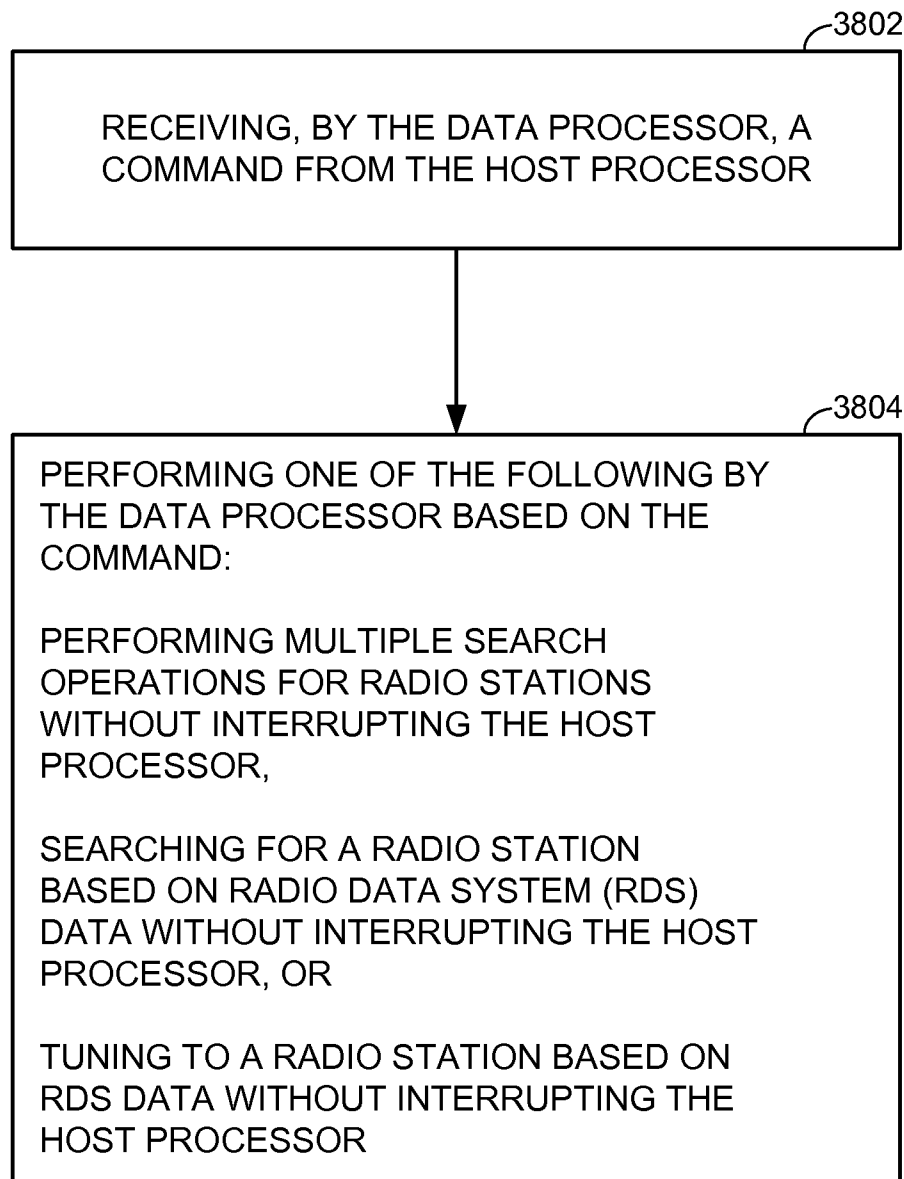 3802
RECEIVING, BY THE DATA PROCESSOR, A
COMMAND FROM THE HOST PROCESSOR
3804
PERFORMING ONE OF THE FOLLOWING BY
THE DATA PROCESSOR BASED ON THE
COMMAND:
PERFORMING MULTIPLE SEARCH
OPERATIONS FOR RADIO STATIONS
WITHOUT INTERRUPTING THE HOST
PROCESSOR,
SEARCHING FOR A RADIO STATION
BASED ON RADIO DATA SYSTEM (RDS)
DATA WITHOUT INTERRUPTING THE HOST
PROCESSOR, OR
TUNING TO A RADIO STATION BASED ON
RDS DATA WITHOUT INTERRUPTING THE
HOST PROCESSOR